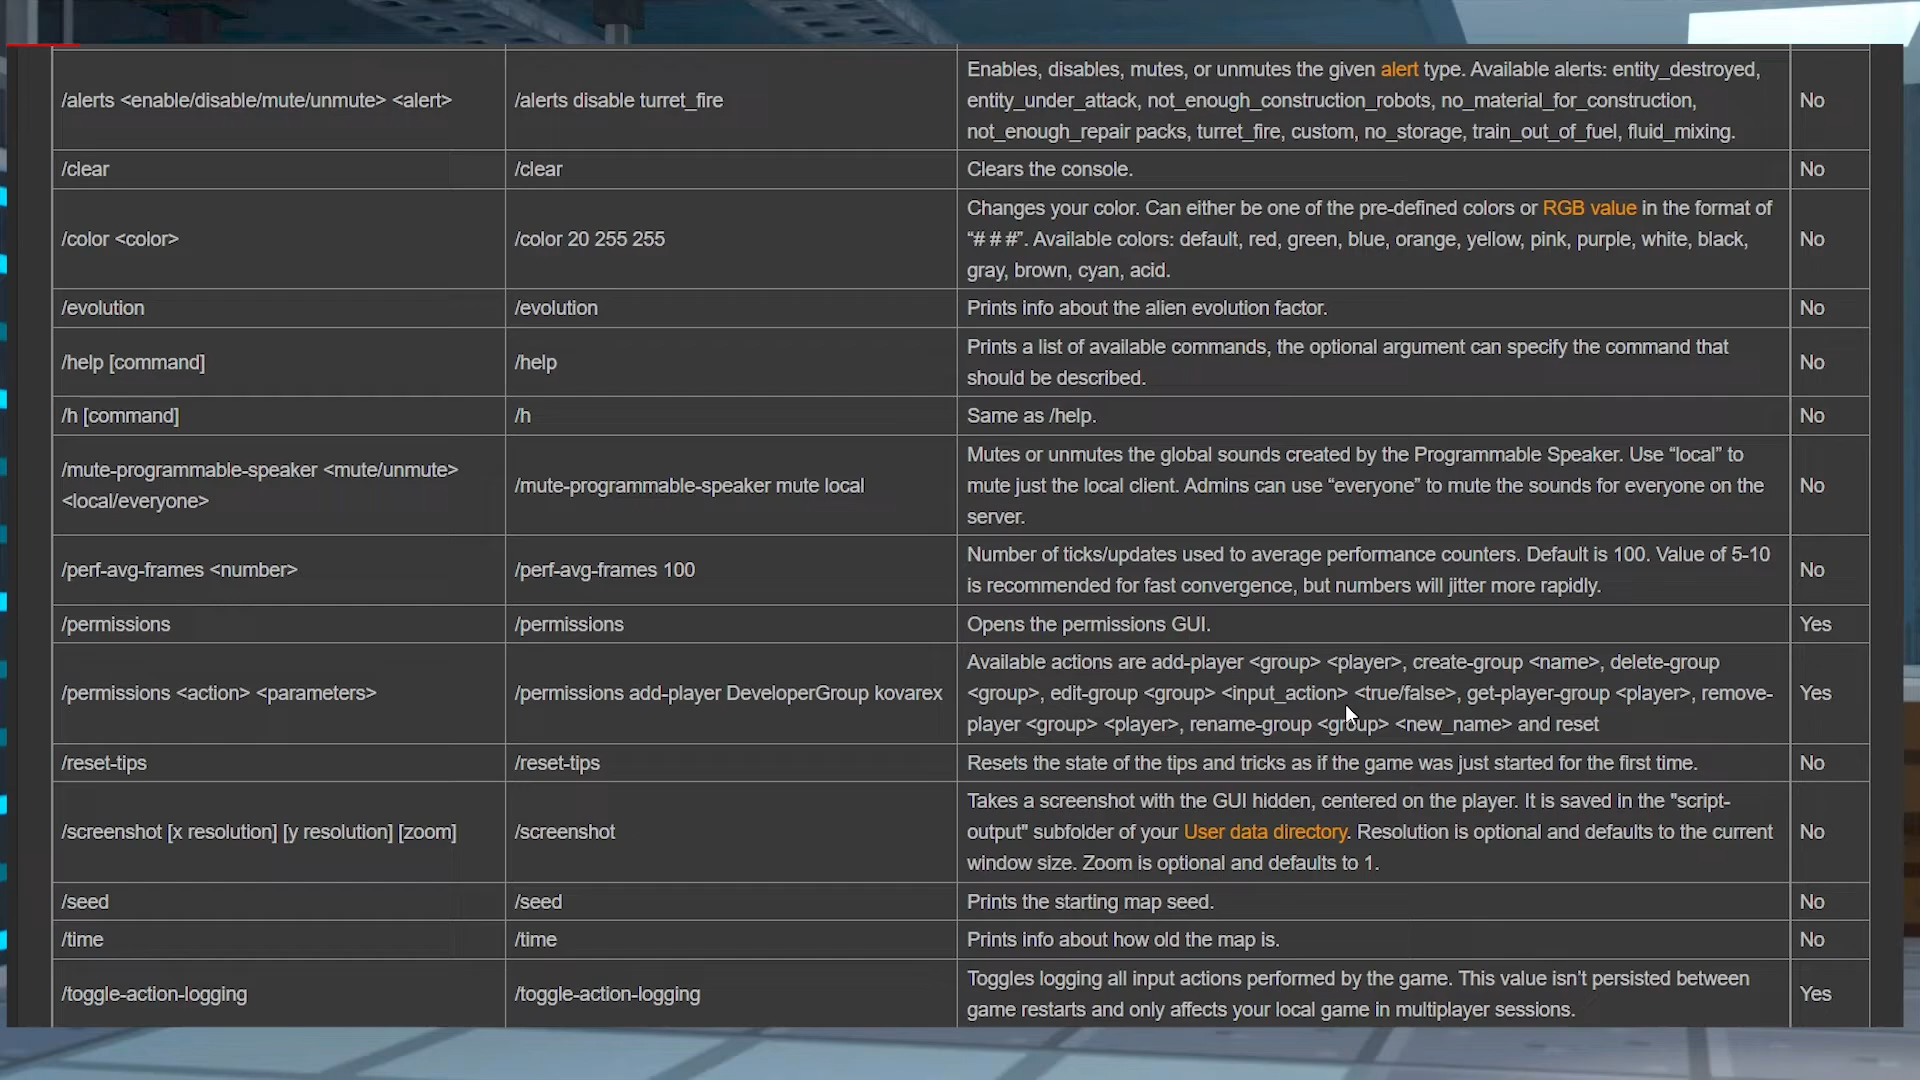 /alerts <enable/disable/mute/unmute> <alert>
/alerts disable turret_fire
Enables, disables, mutes, or unmutes the given alert type. Available alerts: entity_destroyed,
entity_under_attack, not_enough_construction_robots, no_material_for_construction,
not_enough_repair packs, turret_fire, custom, no_storage, train_out_of_fuel, fluid_mixing.
No
/clear
/clear
Clears the console.
No
/color <color>
/color 20 255 255
Changes your color. Can either be one of the pre-defined colors or RGB value in the format of
“# # #”. Available colors: default, red, green, blue, orange, yellow, pink, purple, white, black,
gray, brown, cyan, acid.
No
/evolution
/evolution
Prints info about the alien evolution factor.
No
/help [command]
/help
Prints a list of available commands, the optional argument can specify the command that
should be described.
No
/h [command]
/h
Same as /help.
No
/mute-programmable-speaker <mute/unmute>
<local/everyone>
/mute-programmable-speaker mute local
Mutes or unmutes the global sounds created by the Programmable Speaker. Use “local” to
mute just the local client. Admins can use “everyone” to mute the sounds for everyone on the
server.
No
/perf-avg-frames <number>
/perf-avg-frames 100
Number of ticks/updates used to average performance counters. Default is 100. Value of 5-10
is recommended for fast convergence, but numbers will jitter more rapidly.
No
/permissions
/permissions
Opens the permissions GUI.
Yes
/permissions <action> <parameters>
/permissions add-player DeveloperGroup kovarex
Available actions are add-player <group> <player>, create-group <name>, delete-group
<group>, edit-group <group> <input_action> <true/false>, get-player-group <player>, remove-
player <group> <player>, rename-group <group> <new_name> and reset
Yes
/reset-tips
/reset-tips
Resets the state of the tips and tricks as if the game was just started for the first time.
No
/screenshot [x resolution] [y resolution] [zoom]
/screenshot
Takes a screenshot with the GUI hidden, centered on the player. It is saved in the "script-
output" subfolder of your User data directory. Resolution is optional and defaults to the current
window size. Zoom is optional and defaults to 1.
No
/seed
/seed
Prints the starting map seed.
No
/time
/time
Prints info about how old the map is.
No
/toggle-action-logging
/toggle-action-logging
Toggles logging all input actions performed by the game. This value isn’t persisted between
game restarts and only affects your local game in multiplayer sessions.
Yes